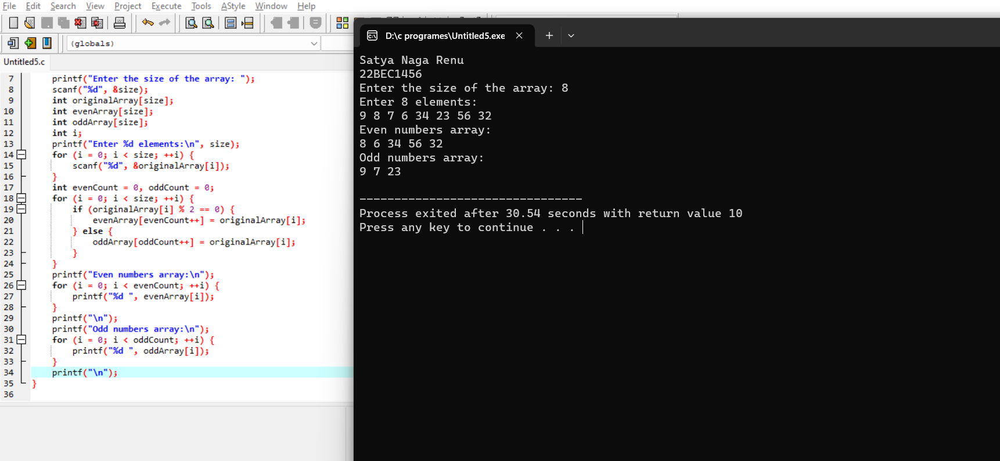 File Edit Search View Project Execute Tools AStyle Window Help
(globals)
Untitled5.c
7 printf("Enter the size of the array: ");
8 scanf("%d", &size);
9 int originalArray[size];
10 int evenArray[size];
11 int oddArray[size];
12 int i;
13 printf("Enter %d elements:\n", size);
14 for (i = 0; i < size; ++i) {
15 scanf("%d", &originalArray[i]);
16 }
17 int evenCount = 0, oddCount = 0;
18 for (i = 0; i < size; ++i) {
19 if (originalArray[i] % 2 == 0) {
20 evenArray[evenCount++] = originalArray[i];
21 } else {
22 oddArray[oddCount++] = originalArray[i];
23 }
24 }
25 printf("Even numbers array:\n");
26 for (i = 0; i < evenCount; ++i) {
27 printf("%d ", evenArray[i]);
28 }
29 printf("\n");
30 printf("Odd numbers array:\n");
31 for (i = 0; i < oddCount; ++i) {
32 printf("%d ", oddArray[i]);
33 }
34 printf("\n");
35 }
36
D:\c programes\Untitled5.exe
Satya Naga Renu
22BEC1456
Enter the size of the array: 8
Enter 8 elements:
9 8 7 6 34 23 56 32
Even numbers array:
8 6 34 56 32
Odd numbers array:
9 7 23
--------------------------------
Process exited after 30.54 seconds with return value 10
Press any key to continue . . .